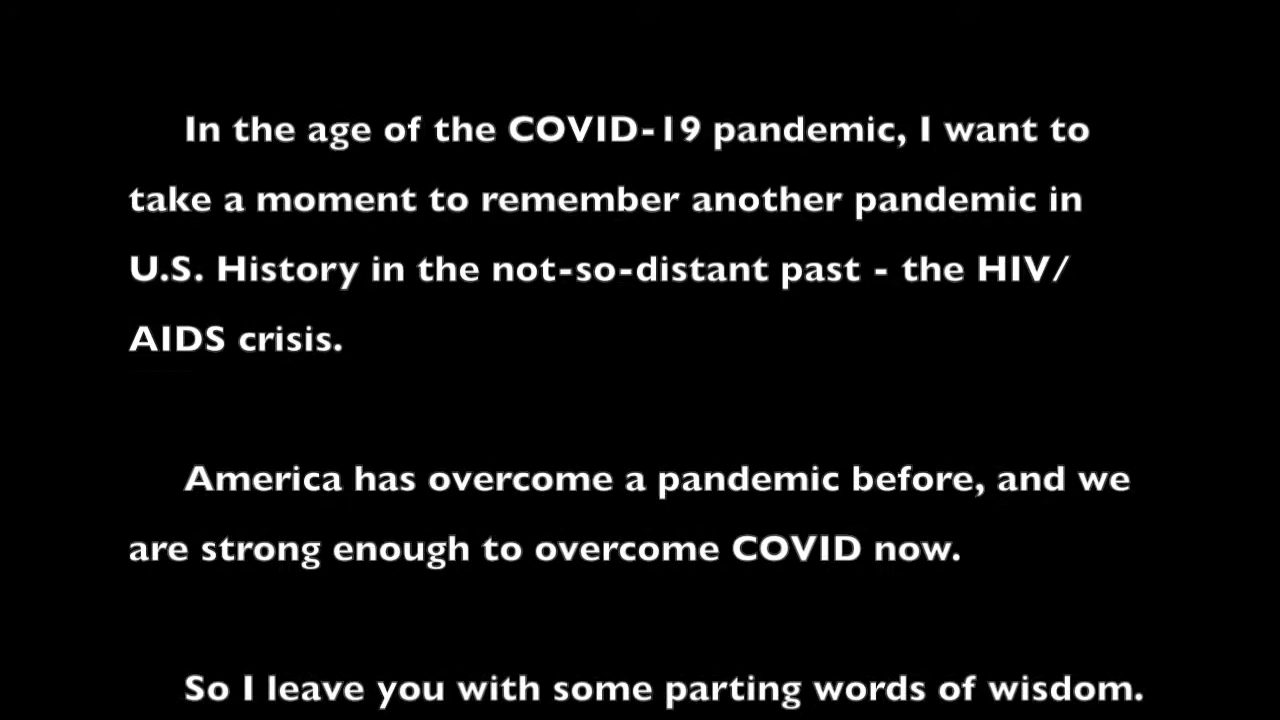 In the age of the COVID-19 pandemic, I want to
take a moment to remember another pandemic in
U.S. History in the not-so-distant past - the HIV/
AIDS crisis.
America has overcome a pandemic before, and we
are strong enough to overcome COVID now.
So I leave you with some parting words of wisdom.